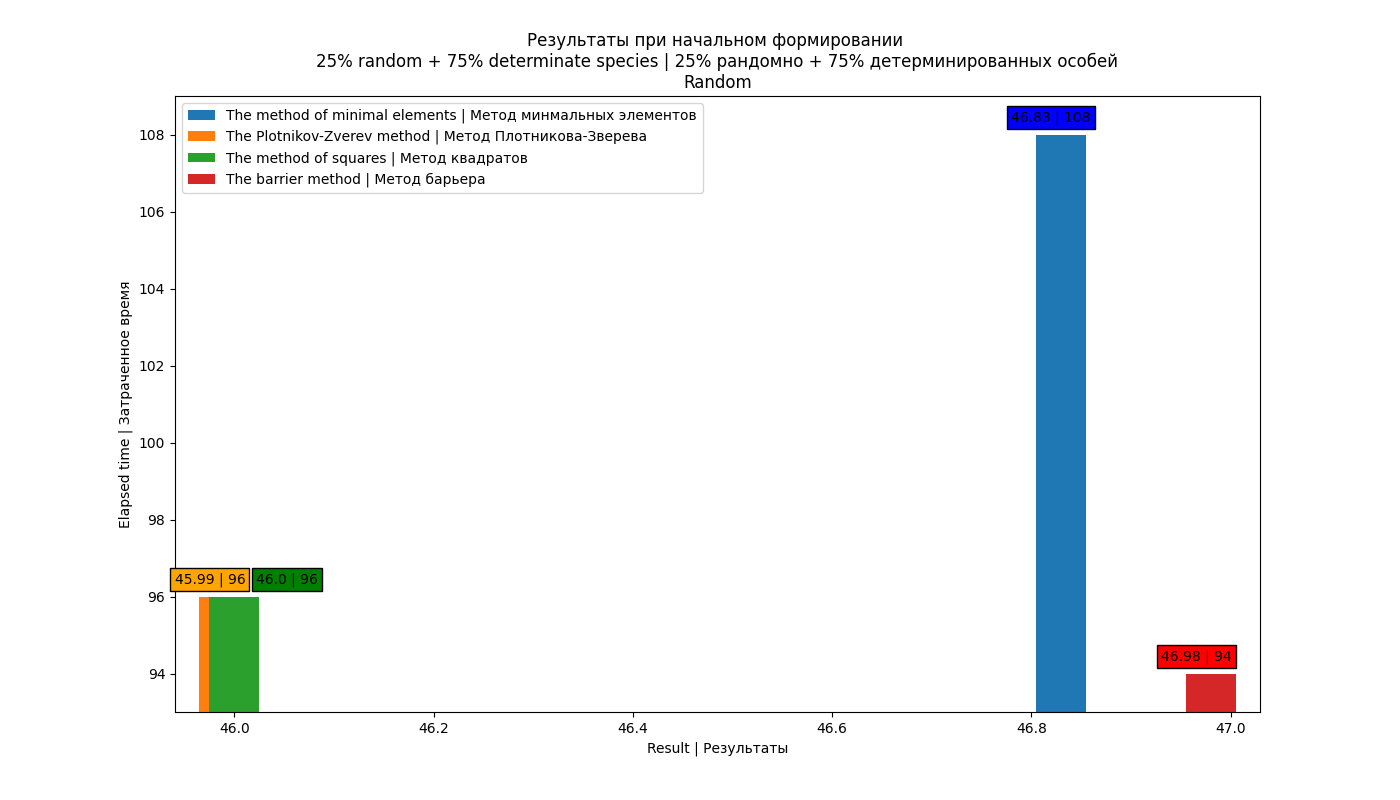 Результаты при начальном формировании
25% random + 75% determinate species | 25% рандомно + 75% детерминированных особей
Random
The method of minimal elements | Метод минмальных элементов
The Plotnikov-Zverev method | Метод Плотникова-Зверева
The method of squares | Метод квадратов
The barrier method | Метод барьера
46.83 | 108
45.99 | 96
46.0 | 96
46.98 | 94
Elapsed time | Затраченное время
108
106
104
102
100
98
96
94
46.0
46.2
46.4
46.6
46.8
47.0
Result | Результаты